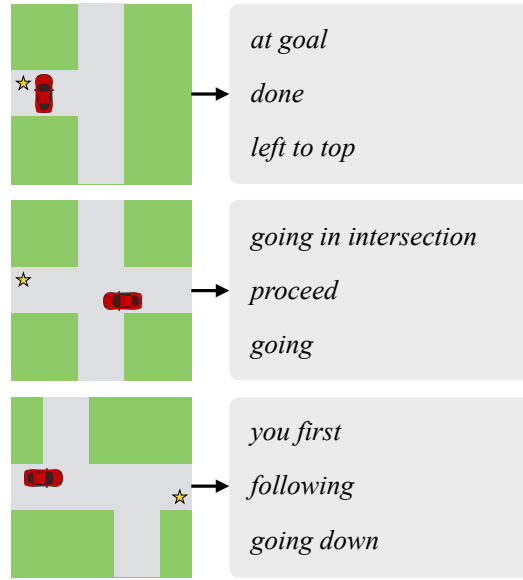 at goal
done
left to top
going in intersection
proceed
going
you first
following
going down